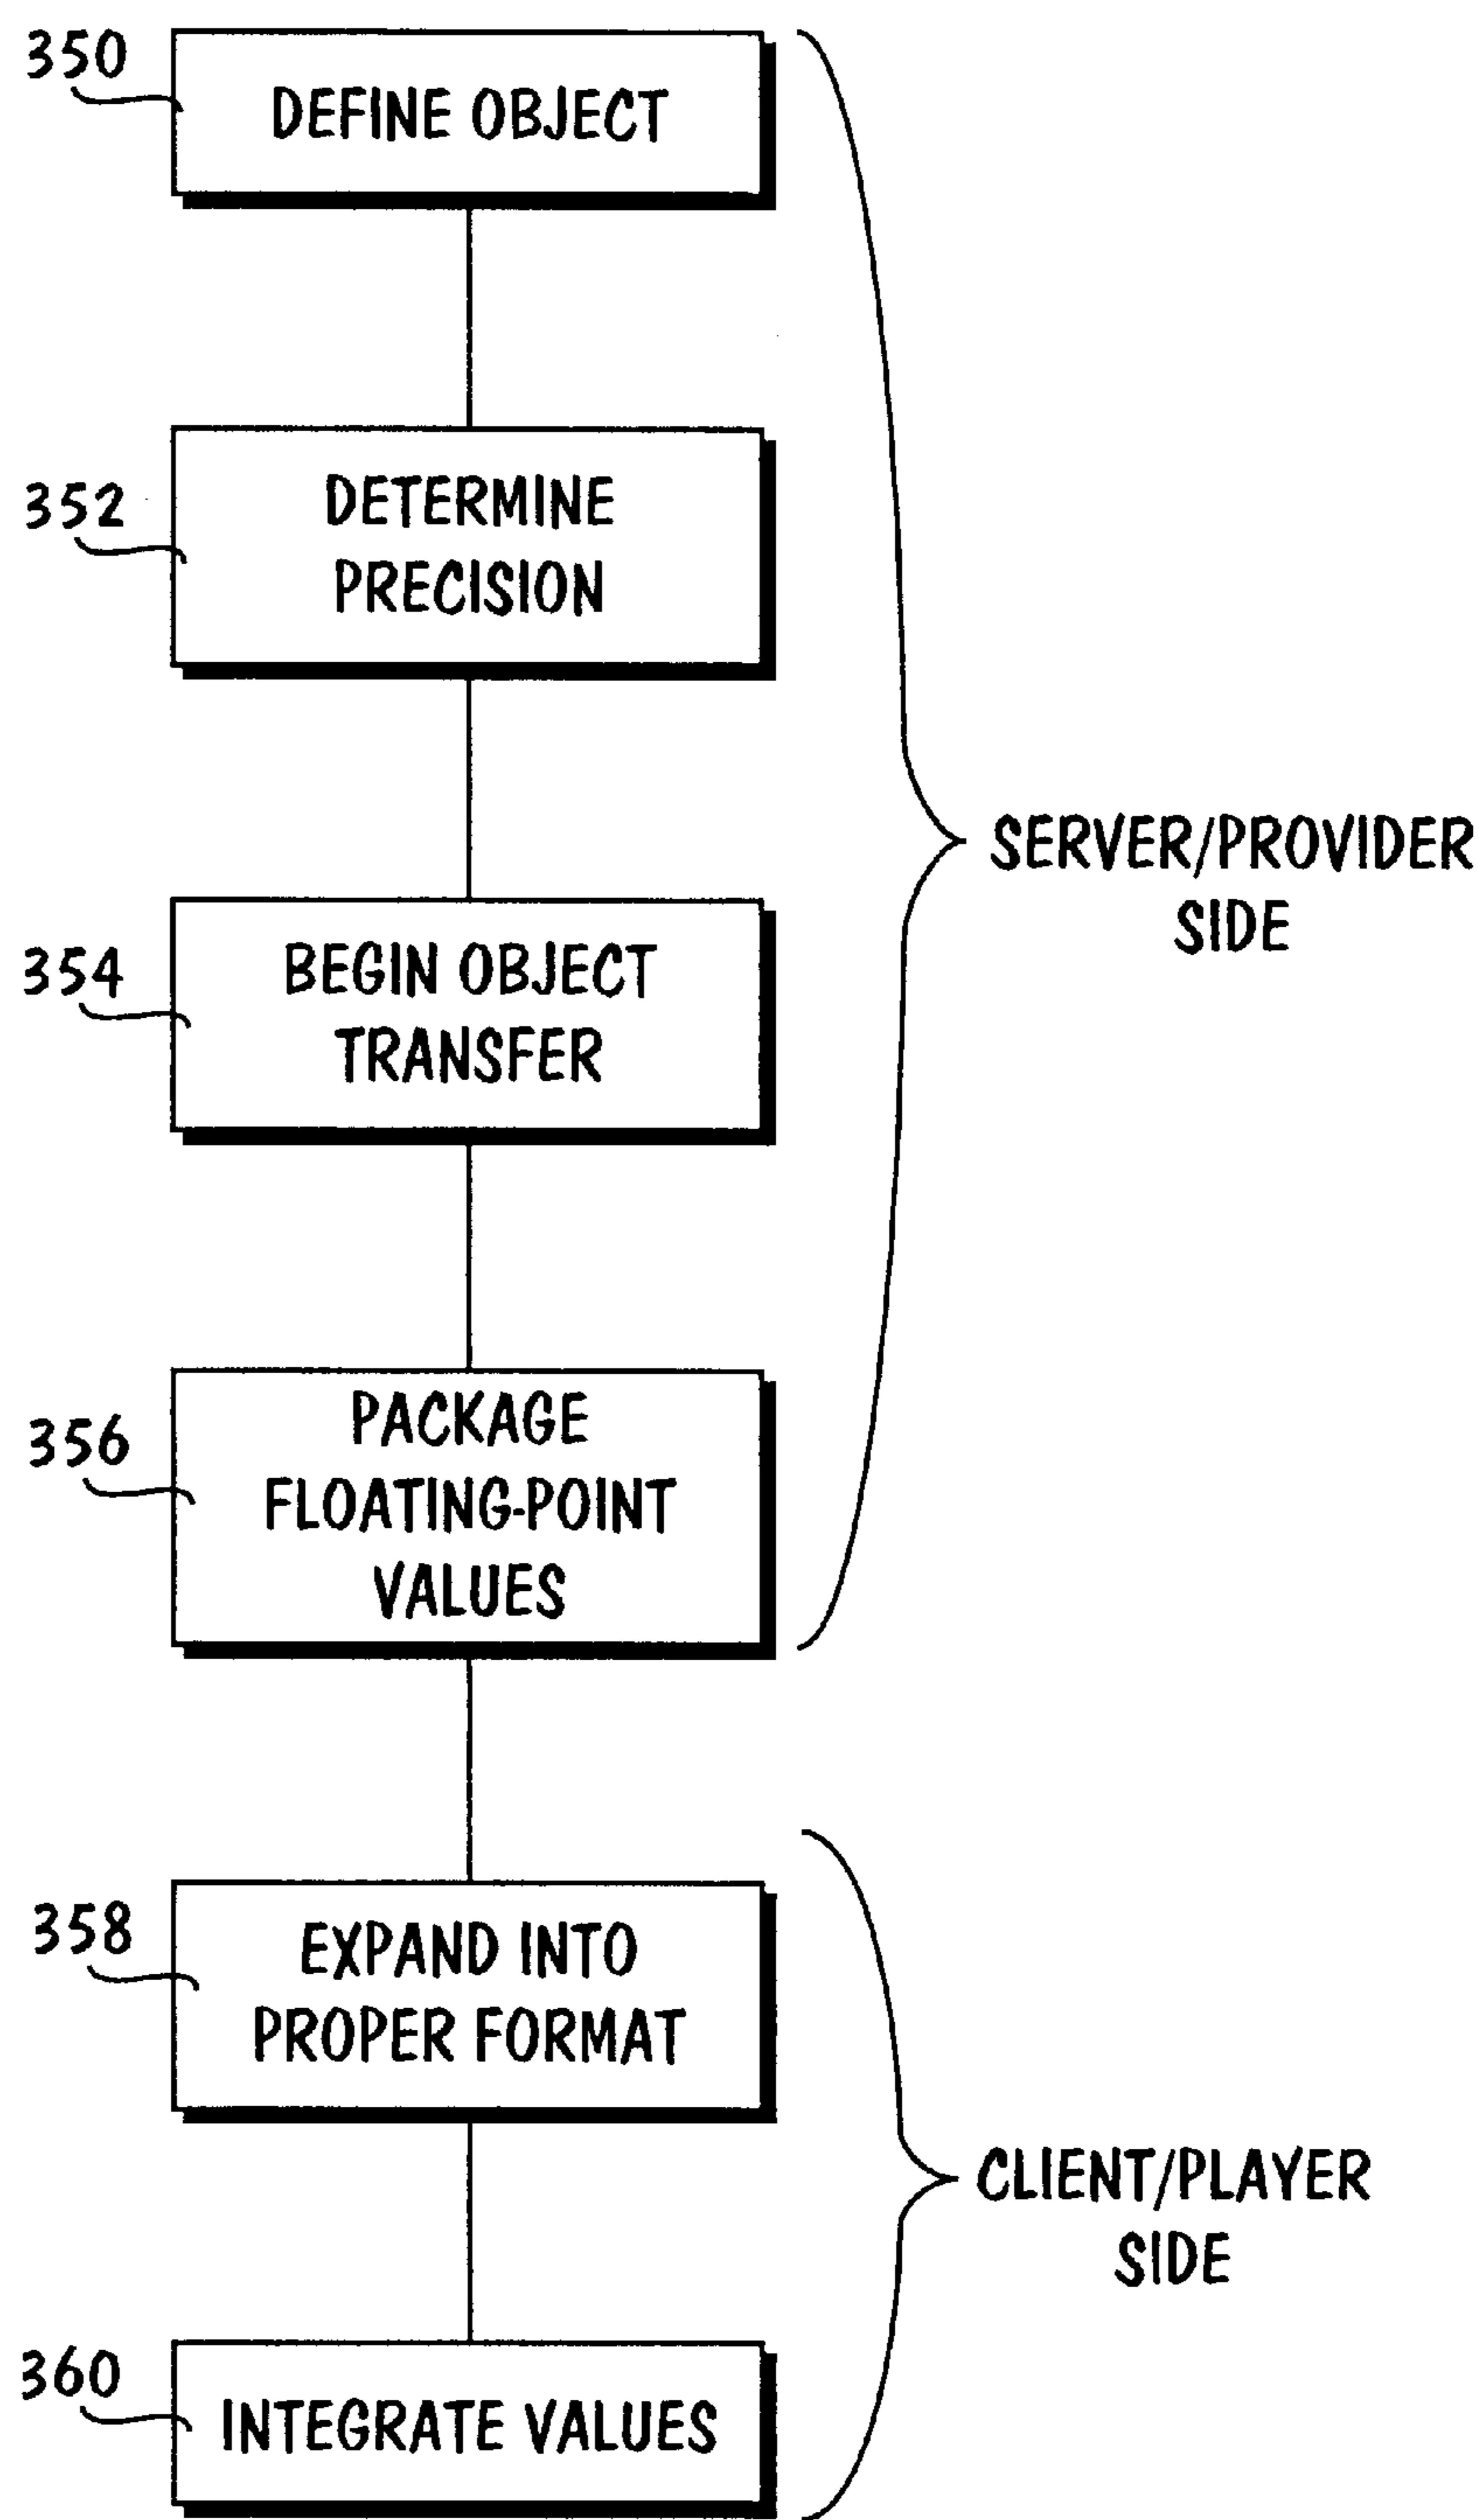 350
DEFINE OBJECT
352
DETERMINE
PRECISION
SERVER/PROVIDER
SIDE
354
BEGIN OBJECT
TRANSFER
356
PACKAGE
FLOATING-POINT
VALUES
358
EXPAND INTO
PROPER FORMAT
CLIENT/PLAYER
SIDE
360
INTEGRATE VALUES